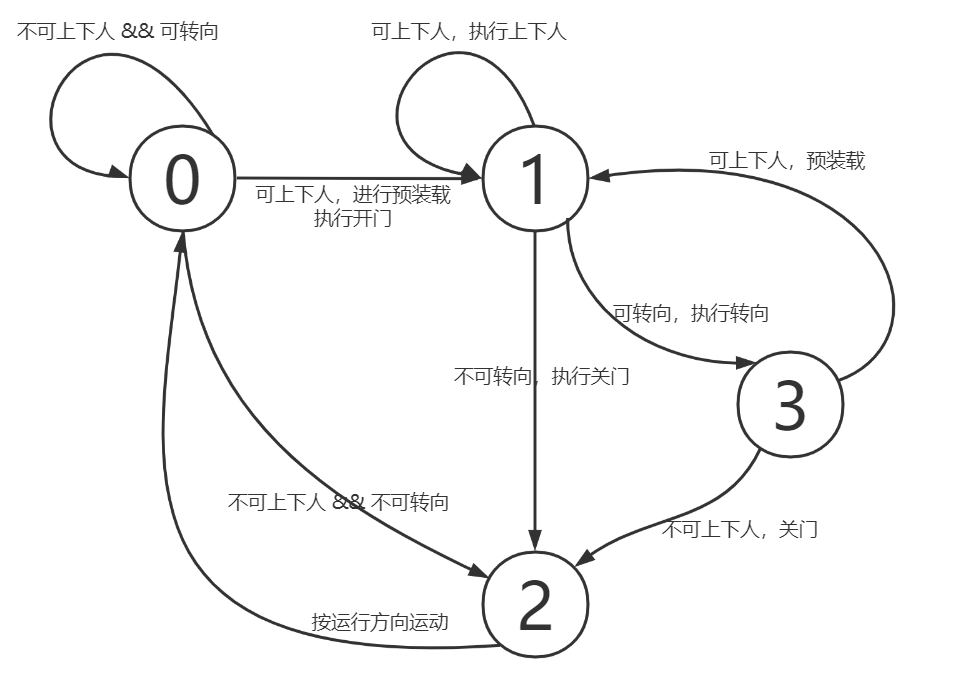 不可上下人 && 可转向
可上下人，执行上下人
可上下人，预装载
0
1
可上下人，进行预装载
执行开门
可转向，执行转向
不可转向，执行关门
3
不可上下人 && 不可转向
不可上下人，关门
2
按运行方向运动